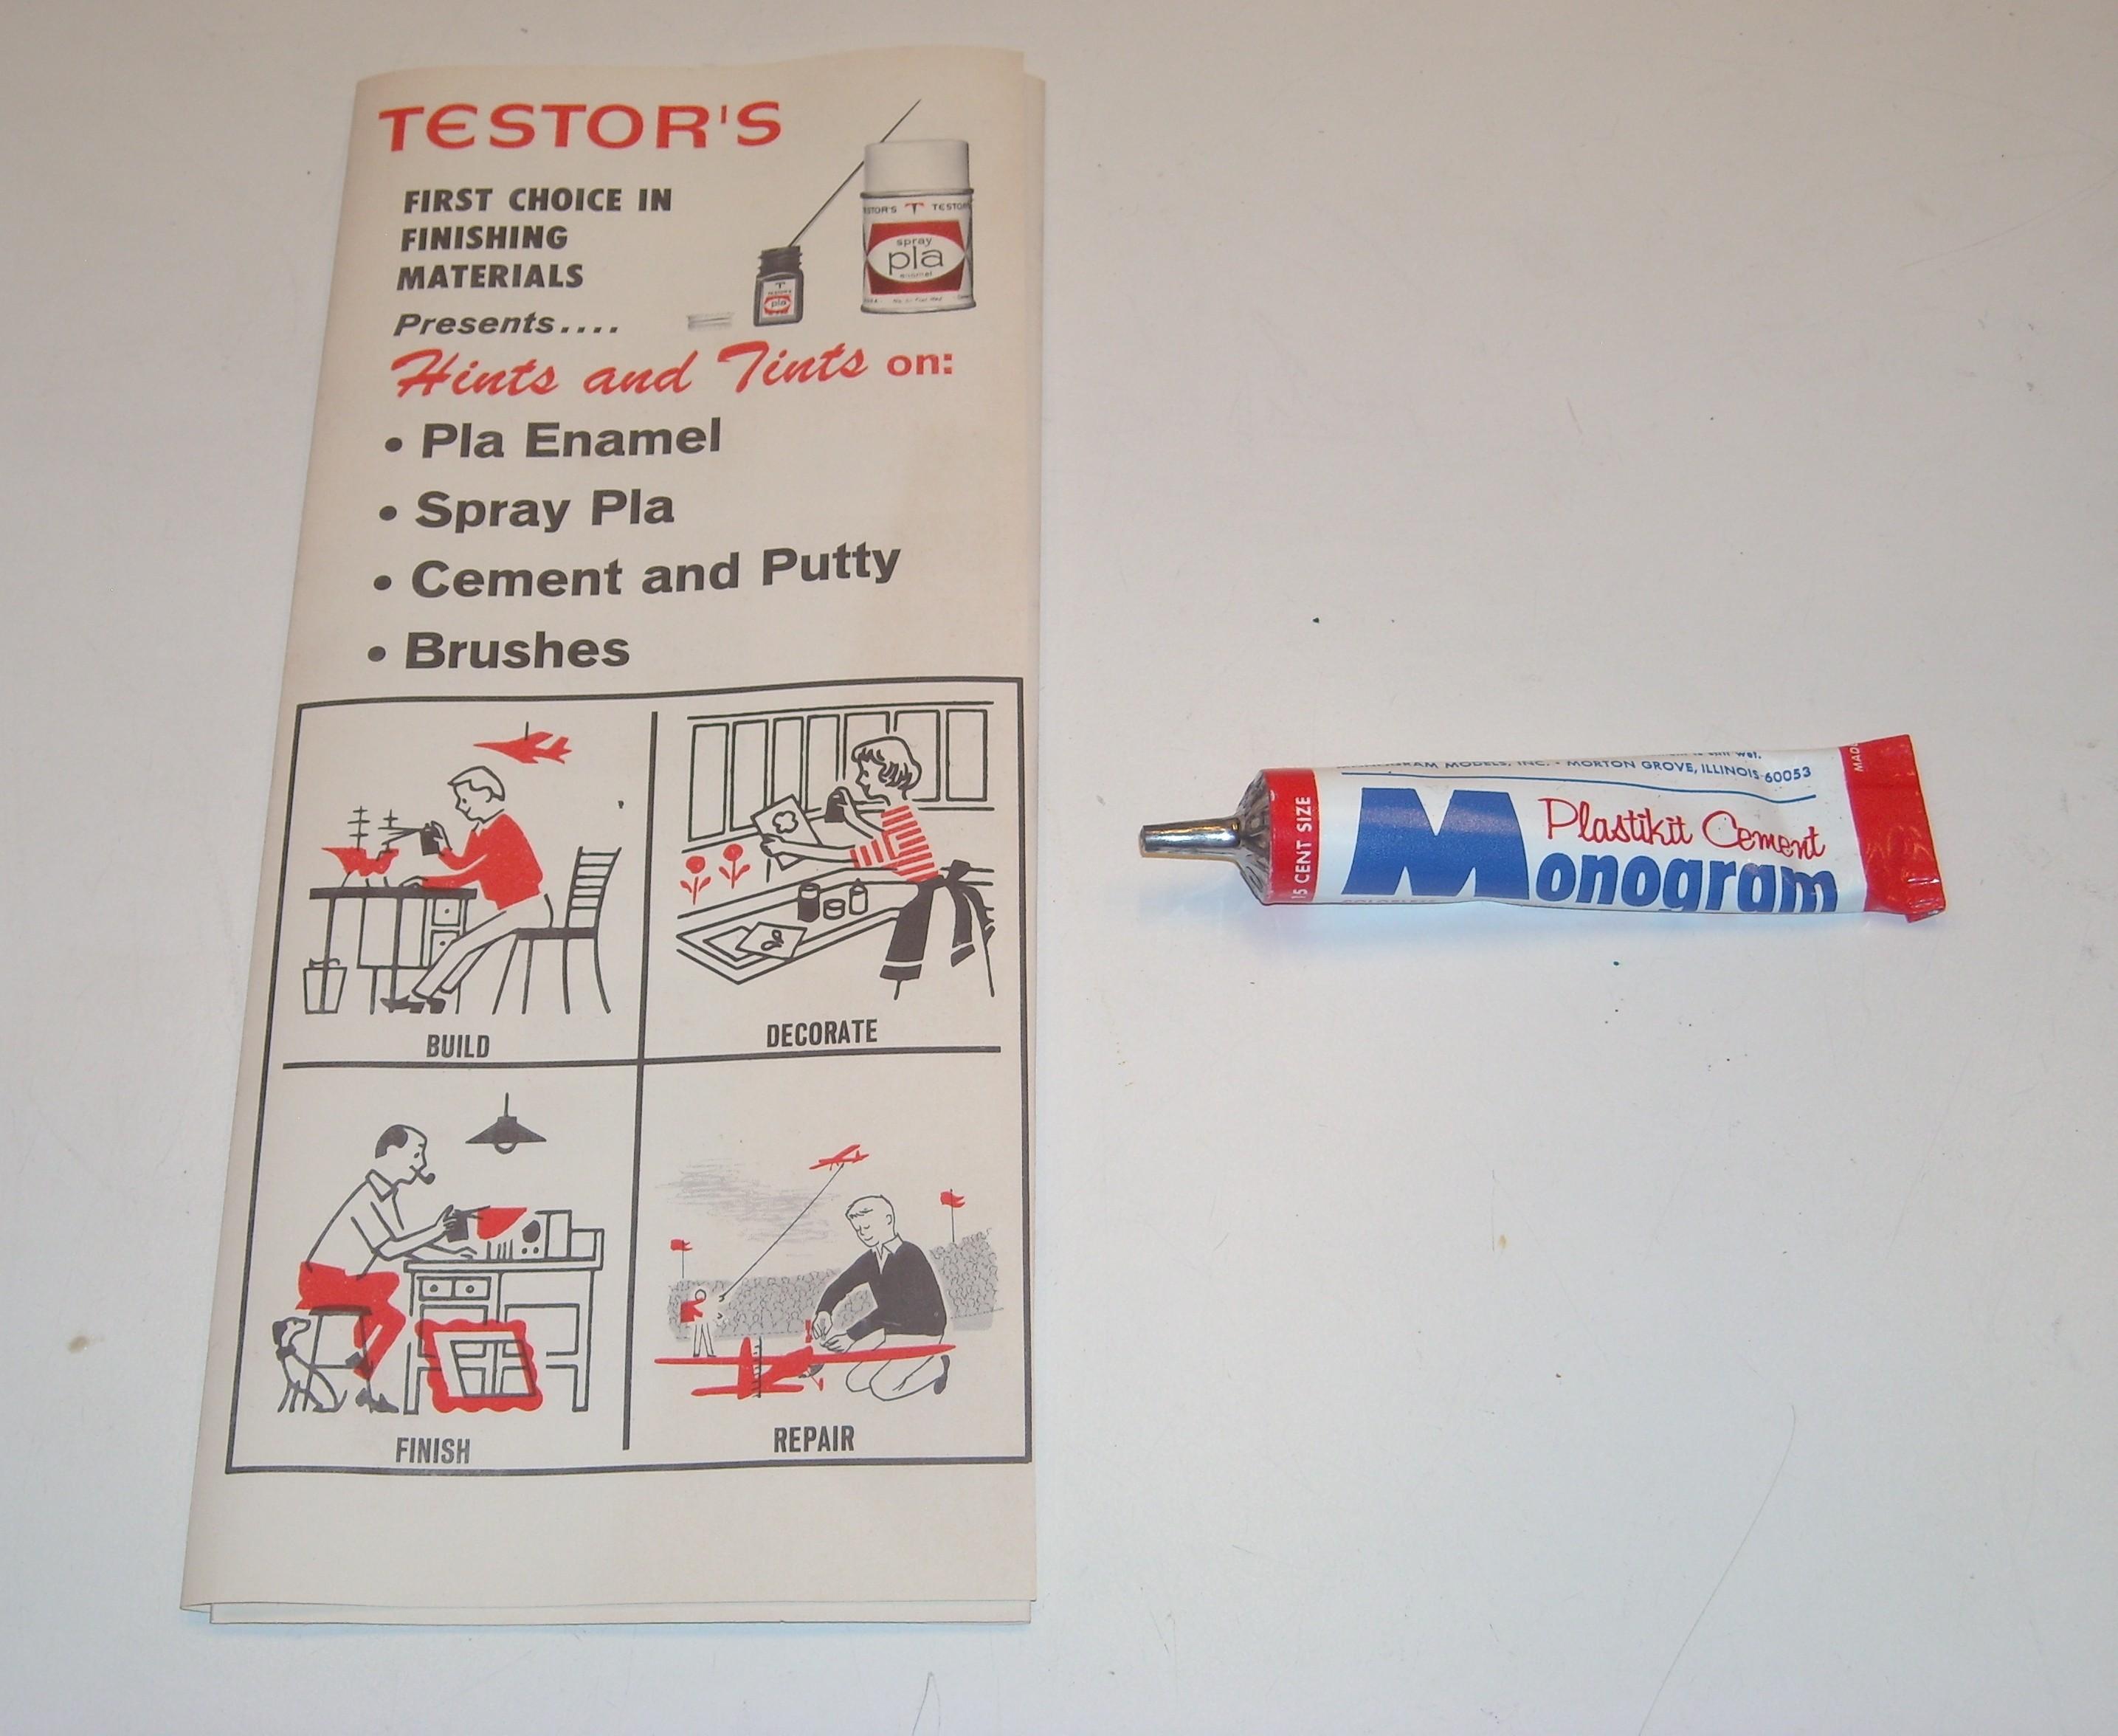 TESTOR'S
FIRST CHOICE IN
FINISHING
MATERIALS
Presents....
Hints and Tints on:
• Pla Enamel
• Spray Pla
• Cement and Putty
• Brushes
TESTOR'S
spray
pla
enamel
pla
BUILD
DECORATE
FINISH
REPAIR
MODELS, INC. - MORTON GROVE, ILLINOIS 60053
15 CENT SIZE
Plastikit Cement
Monogram